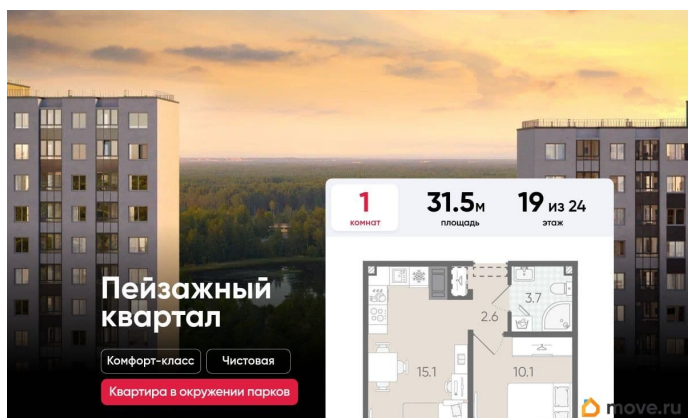 1
комнат
31.5м
площадь
19 из 24
этаж
Пейзажный
квартал
Комфорт-класс
Чистовая
Квартира в окружении парков
2.6
3.7
15.1
10.1
move.ru